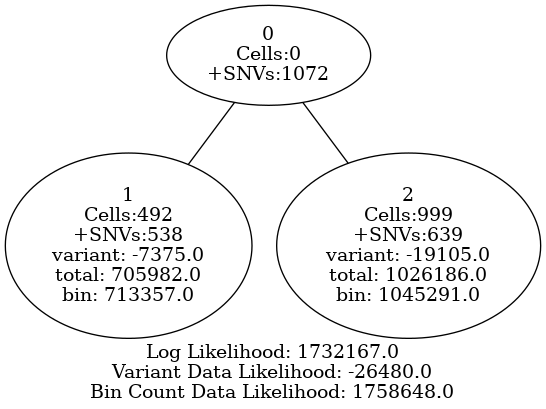 0
Cells:0
+SNVs:1072
1
Cells:492
+SNVs:538
variant: -7375.0
total: 705982.0
bin: 713357.0
2
Cells:999
+SNVs:639
variant: -19105.0
total: 1026186.0
bin: 1045291.0
Log Likelihood: 1732167.0
Variant Data Likelihood: -26480.0
Bin Count Data Likelihood: 1758648.0